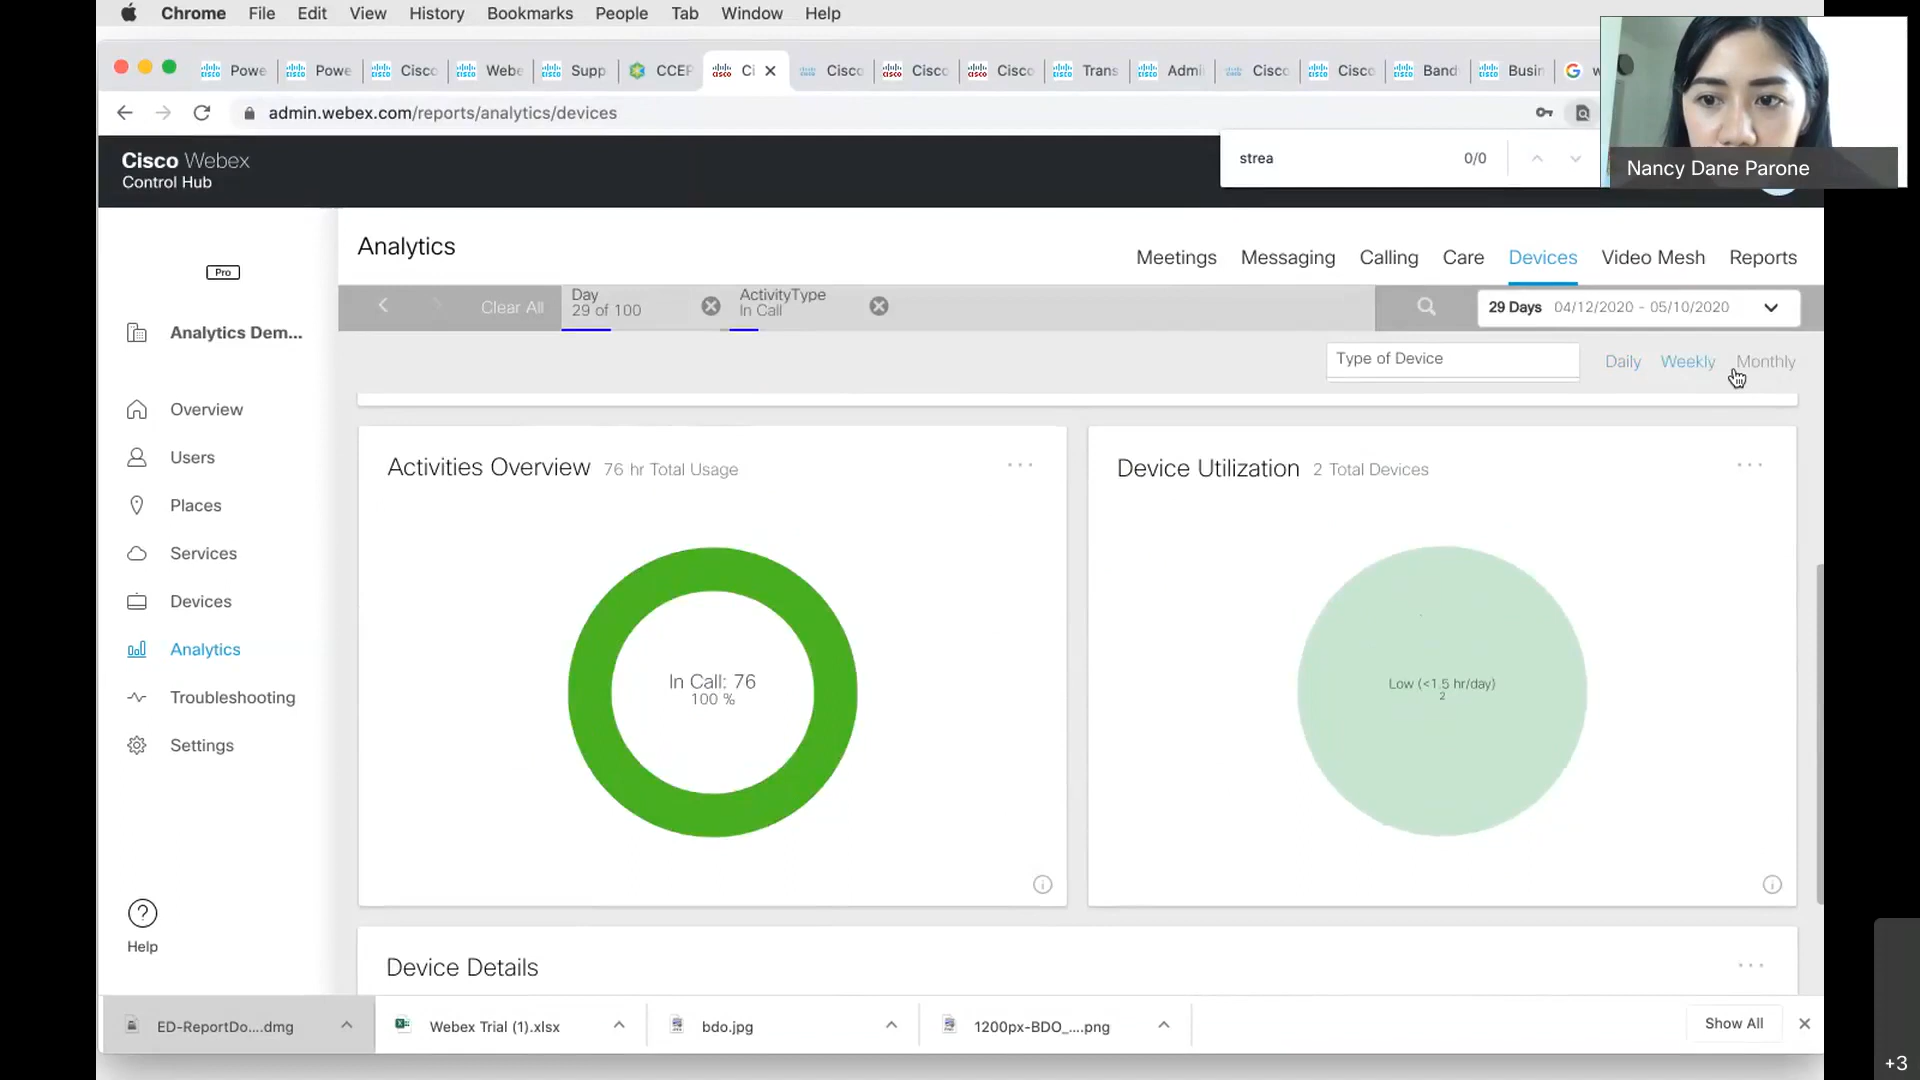 Chrome File Edit View History Bookmarks People Tab Window Help
Powe Powe Cisco Webe Supp CCEP Ci Cisco Cisco Cisco Trans Admi Cisco Cisco Band Busin w
admin.webex.com/reports/analytics/devices
Cisco Webex
Control Hub
strea 0/0
Nancy Dane Parone
Pro
Analytics Dem...
Overview
Users
Places
Services
Devices
Analytics
Troubleshooting
Settings
Help
Analytics
Meetings Messaging Calling Care Devices Video Mesh Reports
Clear All
Day
29 of 100
ActivityType
In Call
29 Days 04/12/2020 - 05/10/2020
Type of Device
Daily Weekly Monthly
Activities Overview 76 hr Total Usage
In Call: 76
100 %
Device Utilization 2 Total Devices
Low (<1.5 hr/day)
2
Device Details
ED-ReportDo....dmg Webex Trial (1).xlsx bdo.jpg 1200px-BDO_....png Show All
+3